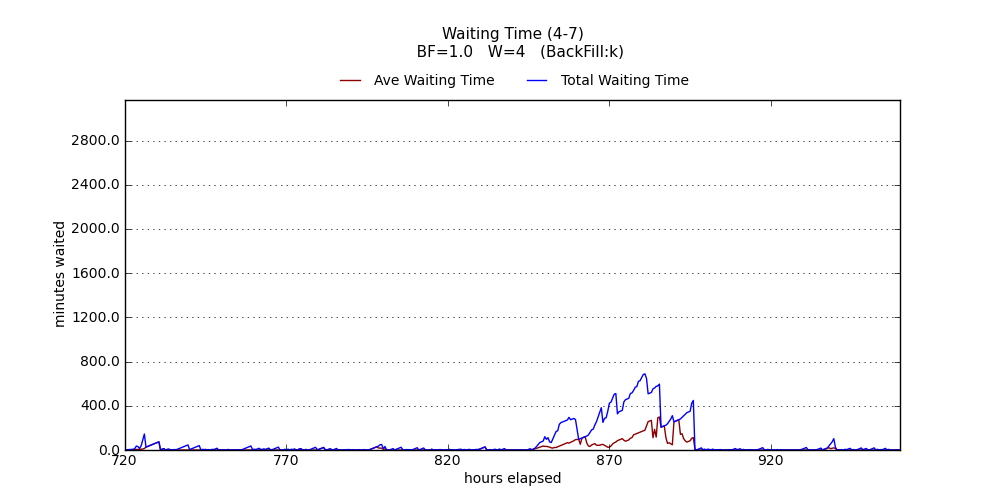 Waiting Time (4-7)
BF=1.0   W=4   (BackFill:k)
Ave Waiting Time
Total Waiting Time
2800.0
2400.0
2000.0
1600.0
1200.0
800.0
400.0
0.0
minutes waited
720 770 820 870 920
hours elapsed